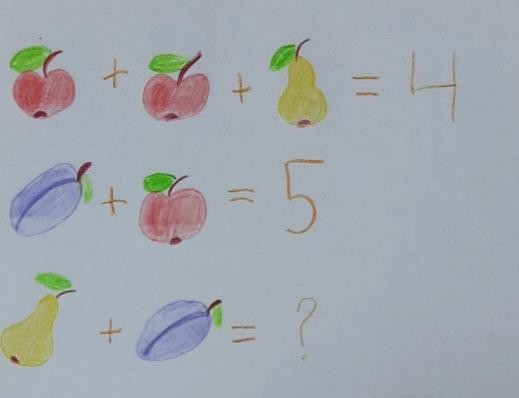 + + = 4
+ = 5
+ = ?